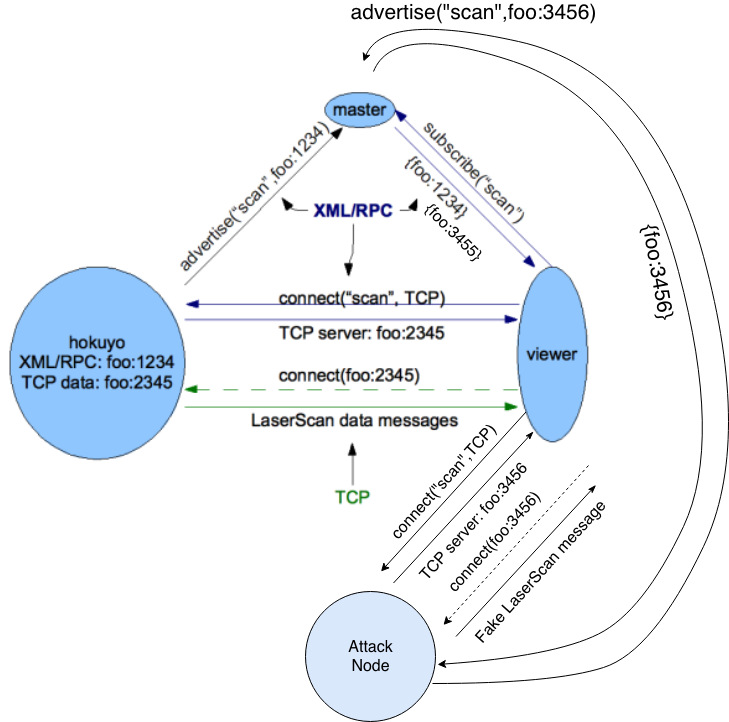 advertise("scan",foo:3456)
master
advertise("scan",foo:1234)
subscribe("scan")
{foo:1234}
{foo:3455}
XML/RPC
{foo:3456}
connect("scan", TCP)
hokuyo
XML/RPC: foo:1234
TCP data: foo:2345
TCP server: foo:2345
viewer
connect(foo:2345)
LaserScan data messages
TCP
connect("scan",TCP)
TCP server: foo:3456
connect(foo:3456)
Fake LaserScan message
Attack
Node